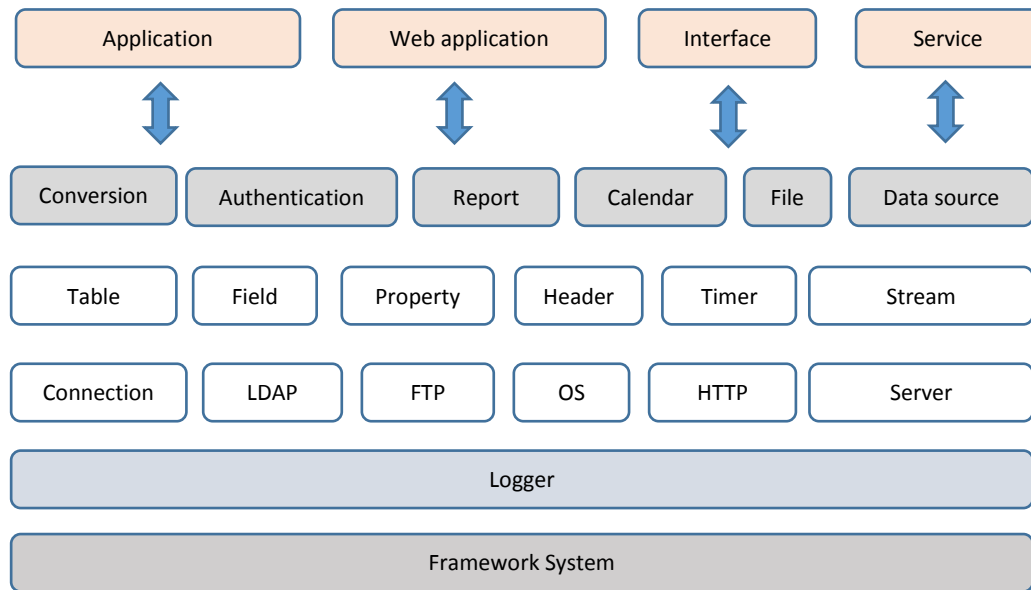 Application
Web application
Interface
Service
Conversion
Authentication
Report
Calendar
File
Data source
Table
Field
Property
Header
Timer
Stream
Connection
LDAP
FTP
OS
HTTP
Server
Logger
Framework System